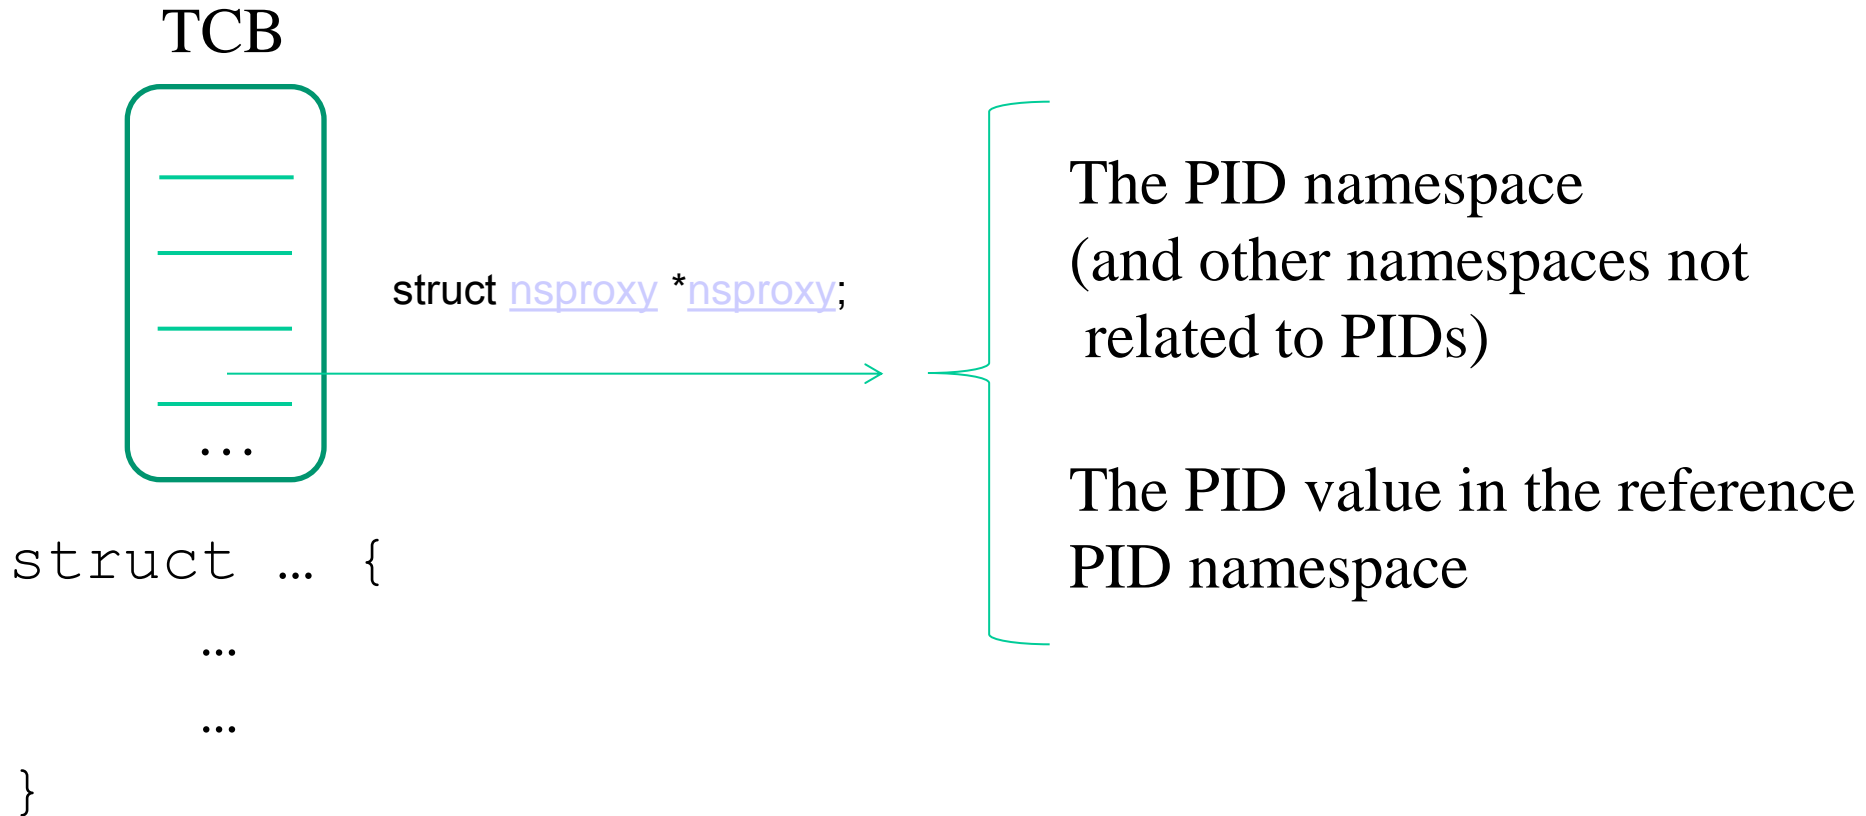 TCB
…
struct nsproxy *nsproxy;
The PID namespace
(and other namespaces not
related to PIDs)
The PID value in the reference
PID namespace
struct … {
…
…
}